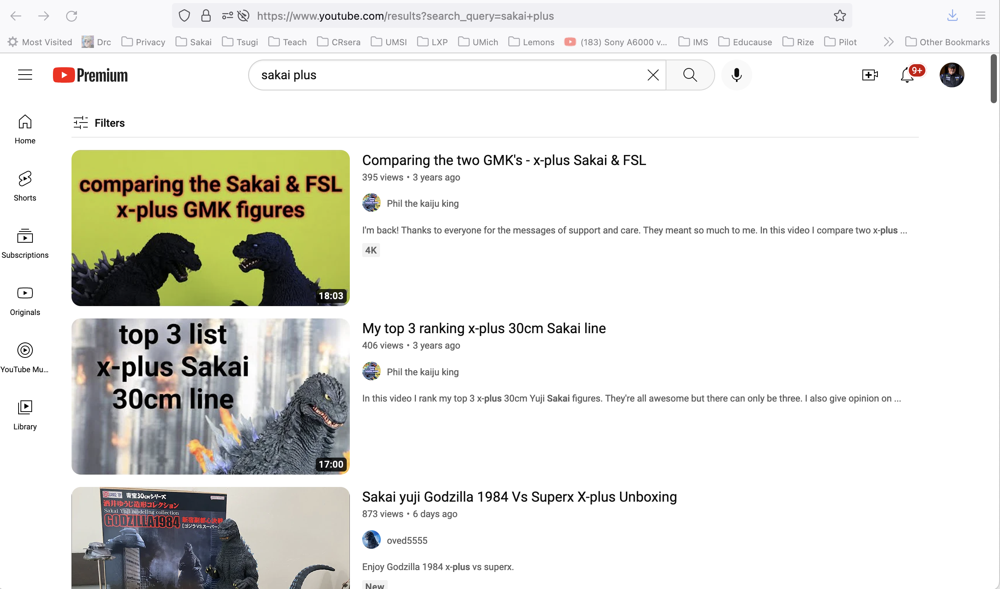 https://www.youtube.com/results?search_query=sakai+plus
Most Visited Drc Privacy Sakai Tsugi Teach CRsera UMSI LXP UMich Lemons (183) Sony A6000 v... IMS Educause Rize Pilot Other Bookmarks
Premium
sakai plus
9+
Home
Shorts
Subscriptions
Originals
YouTube Mu...
Library
Filters
comparing the Sakai & FSL
x-plus GMK figures
18:03
Comparing the two GMK's - x-plus Sakai & FSL
395 views • 3 years ago
Phil the kaiju king
I'm back! Thanks to everyone for the messages of support and care. They meant so much to me. In this video I compare two x-plus ...
4K
top 3 list
x-plus Sakai
30cm line
17:00
My top 3 ranking x-plus 30cm Sakai line
406 views • 3 years ago
Phil the kaiju king
In this video I rank my top 3 x-plus 30cm Yuji Sakai figures. They're all awesome but there can only be three. I also give opinion on ...
GARAGE TOY 東宝30cmシリーズ
酒井ゆうじ造形コレクション
Sakai Yuji modeling collection
GODZILLA1984 新宿副都心決戦
[ゴジラVSスーパー
Sakai yuji Godzilla 1984 Vs Superx X-plus Unboxing
873 views • 6 days ago
oved5555
Enjoy Godzilla 1984 x-plus vs superx.
New